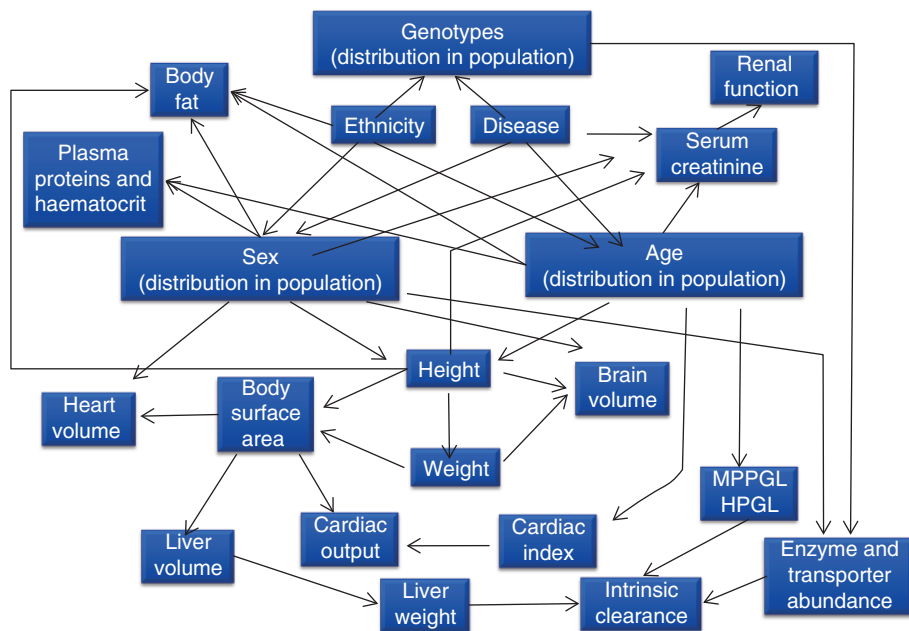 Genotypes
(distribution in population)
Renal
function
Body
fat
Ethnicity
Disease
Serum
creatinine
Plasma
proteins and
haematocrit
Sex
(distribution in population)
Age
(distribution in population)
Height
Brain
volume
Heart
volume
Body
surface
area
Weight
MPPGL
HPGL
Liver
volume
Cardiac
output
Cardiac
index
Enzyme and
transporter
abundance
Liver
weight
Intrinsic
clearance